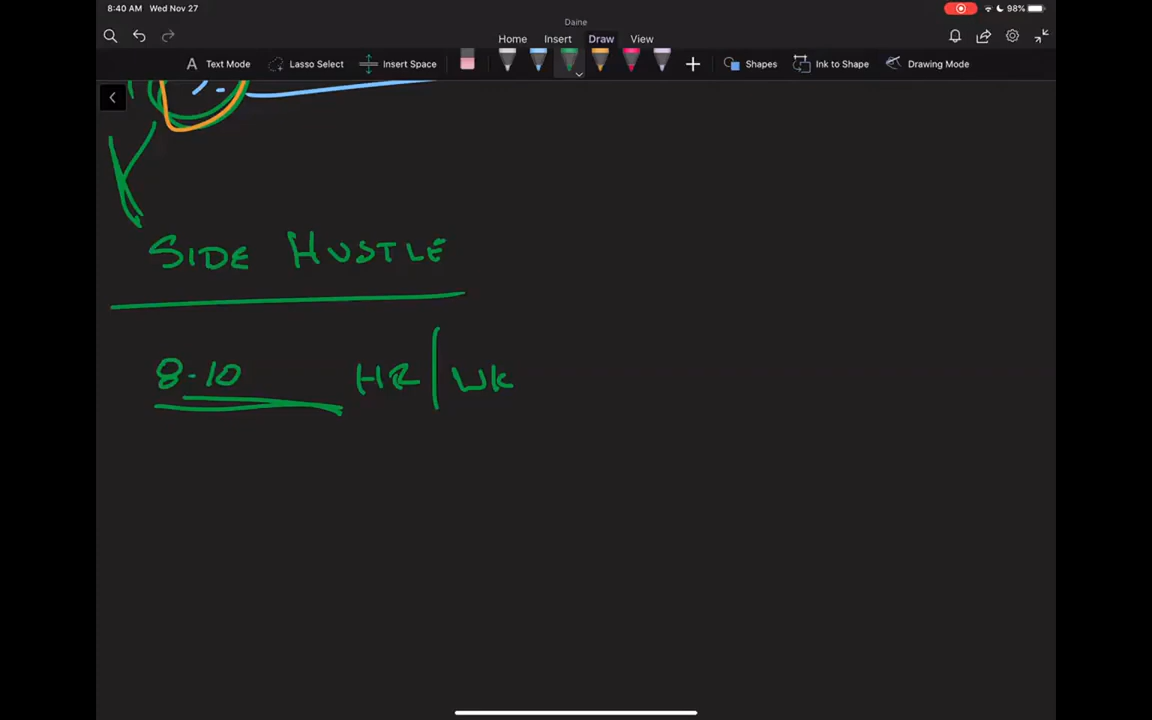 8:40 AM Wed Nov 27
98%
Daine
Home Insert Draw View
A Text Mode Lasso Select Insert Space Shapes Ink to Shape Drawing Mode
K
SIDE HUSTLE
8-10 HR | WK